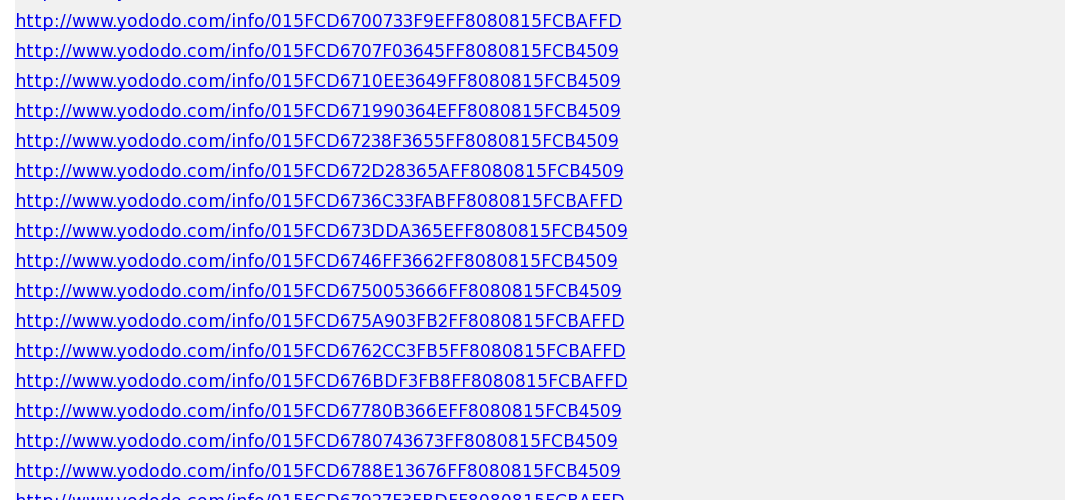 http://www.yododo.com/info/015FCD6700733F9EFF8080815FCBAFFD
http://www.yododo.com/info/015FCD6707F03645FF8080815FCB4509
http://www.yododo.com/info/015FCD6710EE3649FF8080815FCB4509
http://www.yododo.com/info/015FCD671990364EFF8080815FCB4509
http://www.yododo.com/info/015FCD67238F3655FF8080815FCB4509
http://www.yododo.com/info/015FCD672D28365AFF8080815FCB4509
http://www.yododo.com/info/015FCD6736C33FABFF8080815FCBAFFD
http://www.yododo.com/info/015FCD673DDA365EFF8080815FCB4509
http://www.yododo.com/info/015FCD6746FF3662FF8080815FCB4509
http://www.yododo.com/info/015FCD6750053666FF8080815FCB4509
http://www.yododo.com/info/015FCD675A903FB2FF8080815FCBAFFD
http://www.yododo.com/info/015FCD6762CC3FB5FF8080815FCBAFFD
http://www.yododo.com/info/015FCD676BDF3FB8FF8080815FCBAFFD
http://www.yododo.com/info/015FCD67780B366EFF8080815FCB4509
http://www.yododo.com/info/015FCD6780743673FF8080815FCB4509
http://www.yododo.com/info/015FCD6788E13676FF8080815FCB4509